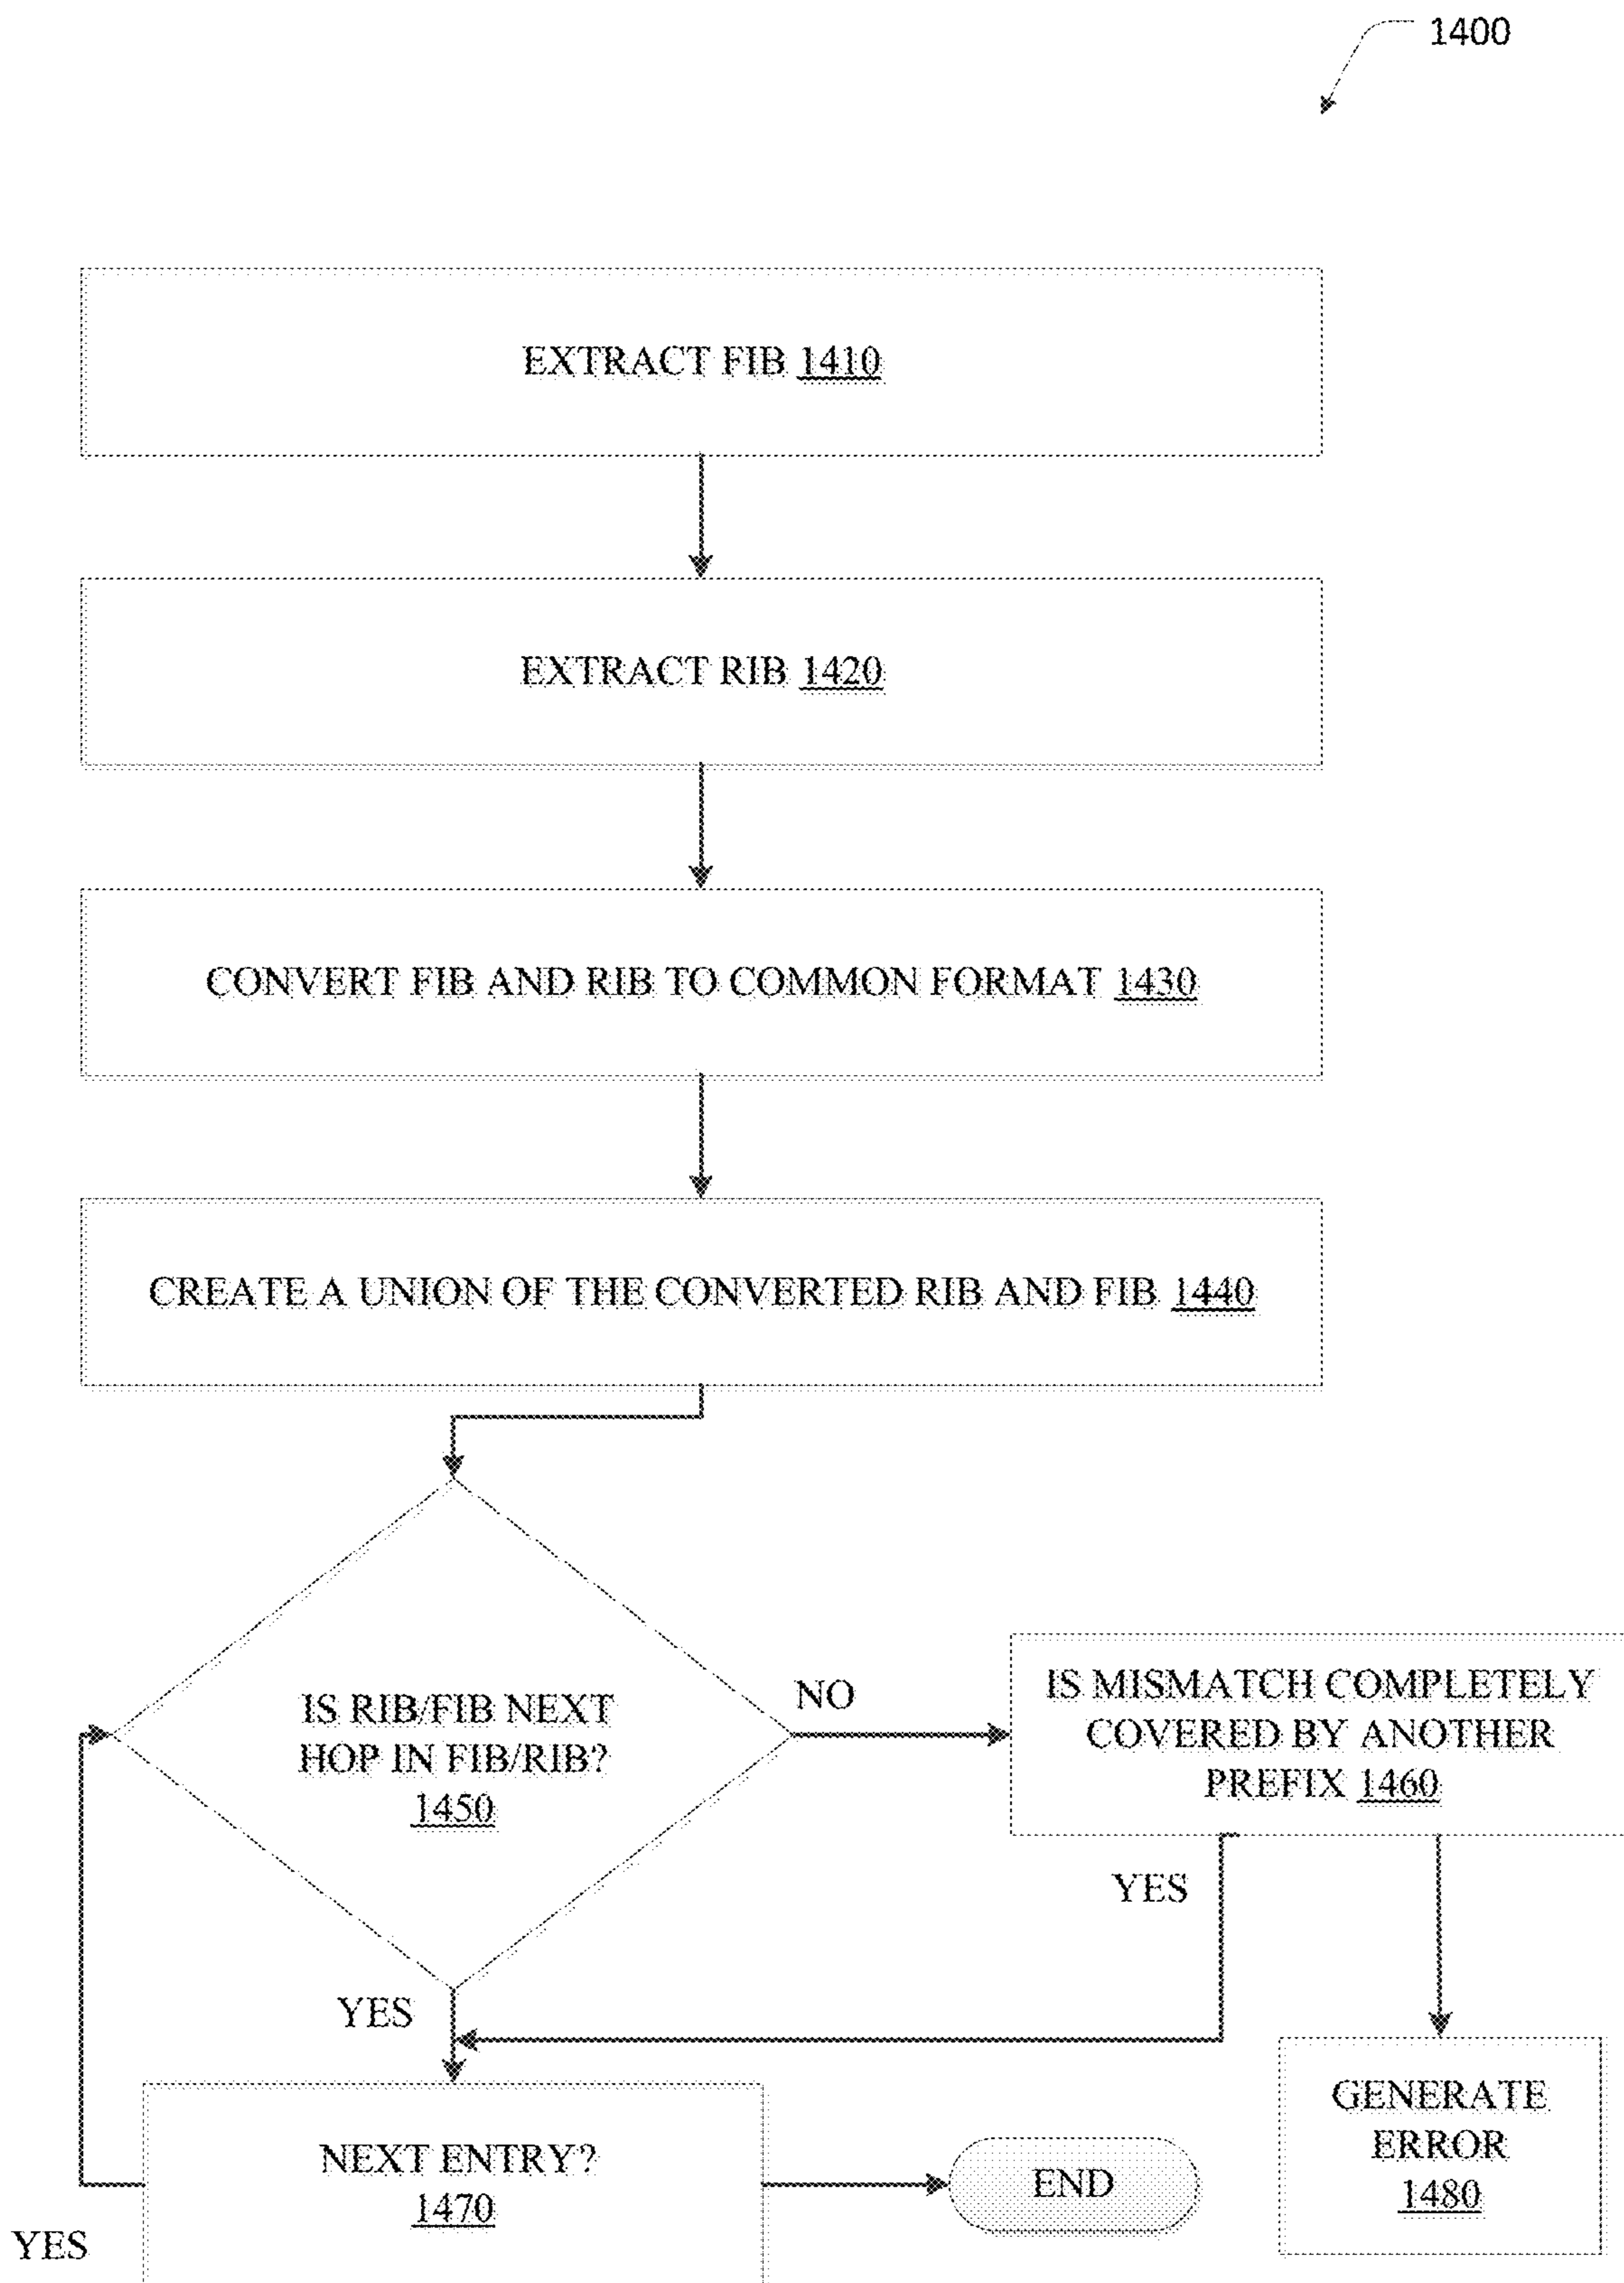 1400
EXTRACT FIB 1410
EXTRACT RIB 1420
CONVERT FIB AND RIB TO COMMON FORMAT 1430
CREATE A UNION OF THE CONVERTED RIB AND FIB 1440
IS RIB/FIB NEXT
HOP IN FIB/RIB?
1450
NO
IS MISMATCH COMPLETELY
COVERED BY ANOTHER
PREFIX 1460
YES
YES
NEXT ENTRY?
1470
YES
END
GENERATE
ERROR
1480